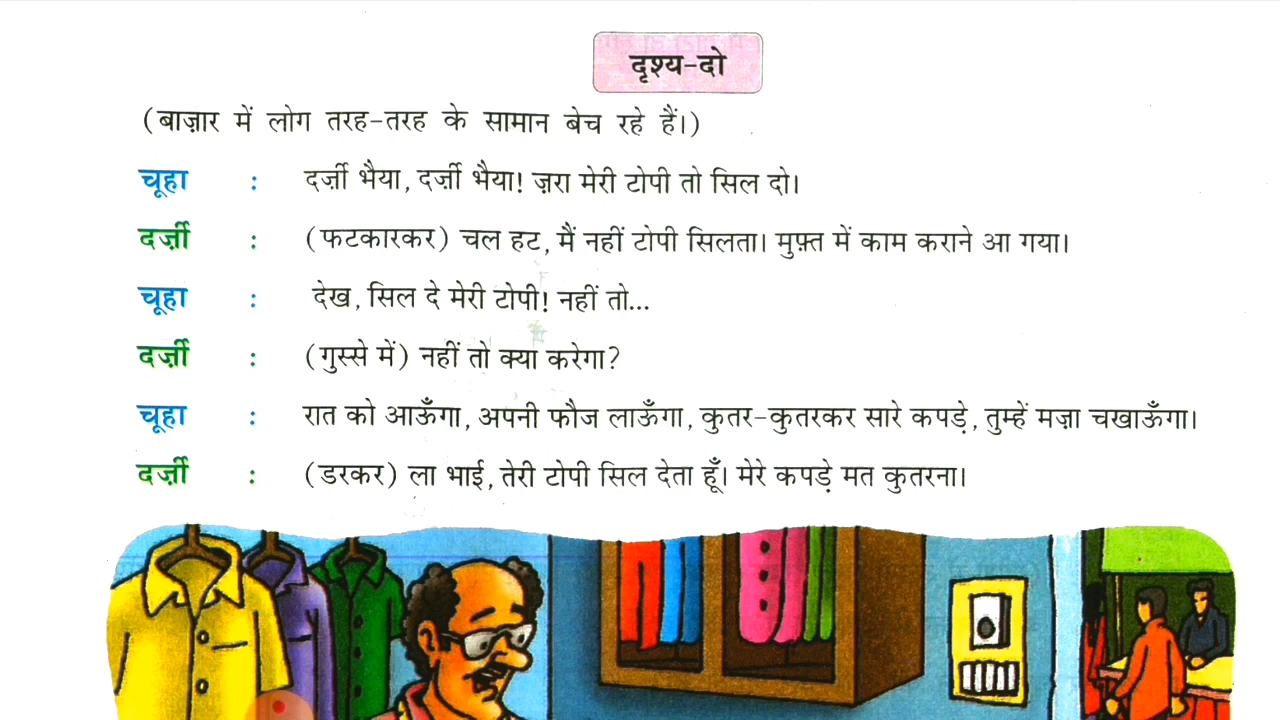 दृश्य-दो
(बाज़ार में लोग तरह-तरह के सामान बेच रहे हैं।)
चूहा : दर्ज़ी भैया, दर्ज़ी भैया! ज़रा मेरी टोपी तो सिल दो।
दर्ज़ी : (फटकारकर) चल हट, मैं नहीं टोपी सिलता। मुफ़्त में काम कराने आ गया।
चूहा : देख, सिल दे मेरी टोपी! नहीं तो...
दर्ज़ी : (गुस्से में) नहीं तो क्या करेगा?
चूहा : रात को आऊँगा, अपनी फौज लाऊँगा, कुतर-कुतरकर सारे कपड़े, तुम्हें मज़ा चखाऊँगा।
दर्ज़ी : (डरकर) ला भाई, तेरी टोपी सिल देता हूँ। मेरे कपड़े मत कुतरना।